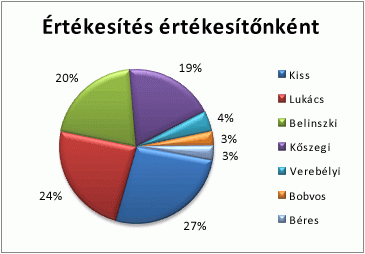 Értékesítés értékesítőnként
19%
20%
4%
3%
3%
24%
27%
Kiss
Lukács
Belinszki
Kőszegi
Verebélyi
Bobvos
Béres